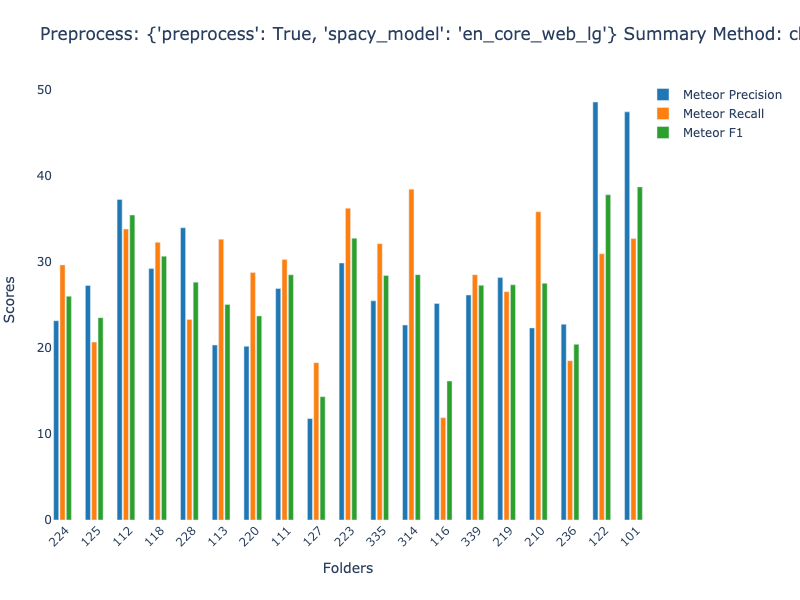 Preprocess: {'preprocess': True, 'spacy_model': 'en_core_web_lg'} Summary Method:
Meteor Precision
Meteor Recall
Meteor F1
50
40
30
20
10
0
Scores
224 125 112 118 228 113 220 111 127 223 335 314 116 339 219 210 236 122 101
Folders